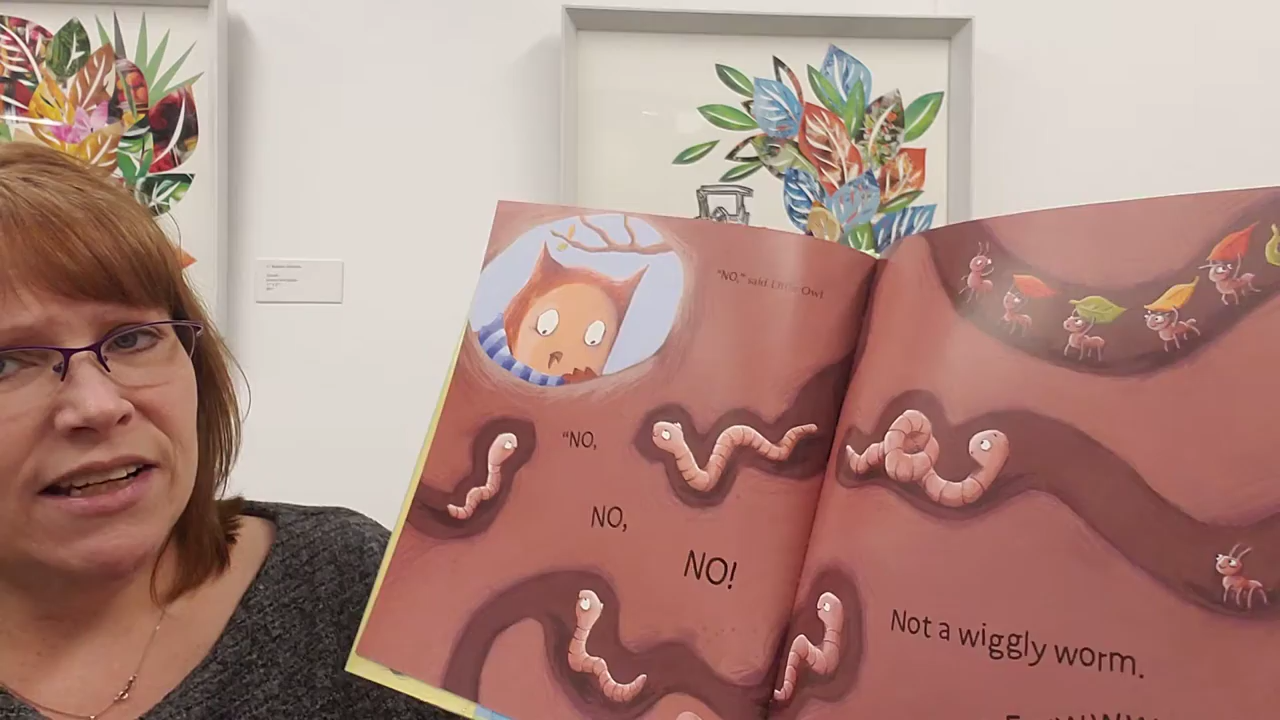 "NO," said Little Owl
"NO,
NO,
NO!
Not a wiggly worm.